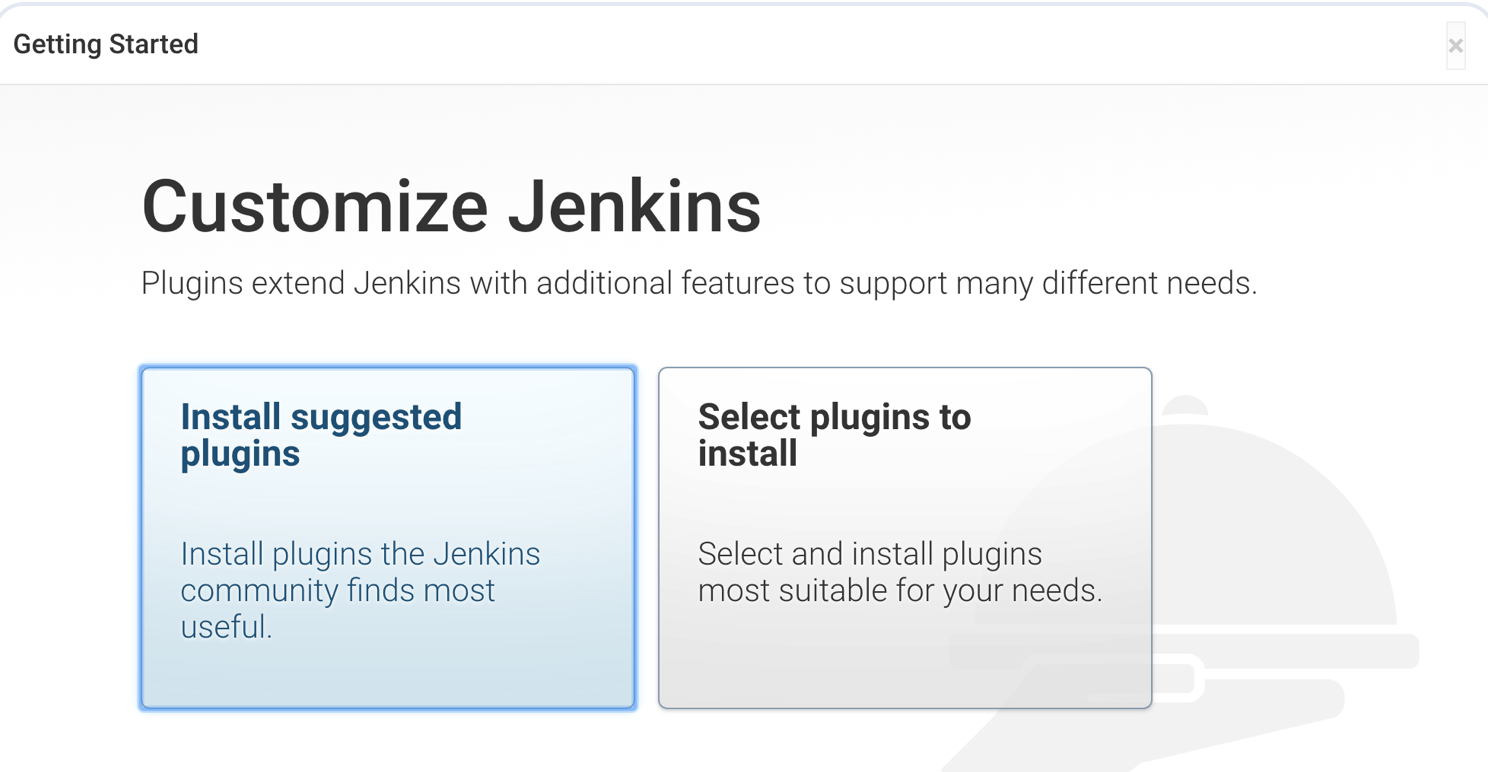 Getting Started
×
Customize Jenkins
Plugins extend Jenkins with additional features to support many different needs.
Install suggested
plugins
Install plugins the Jenkins
community finds most
useful.
Select plugins to
install
Select and install plugins
most suitable for your needs.